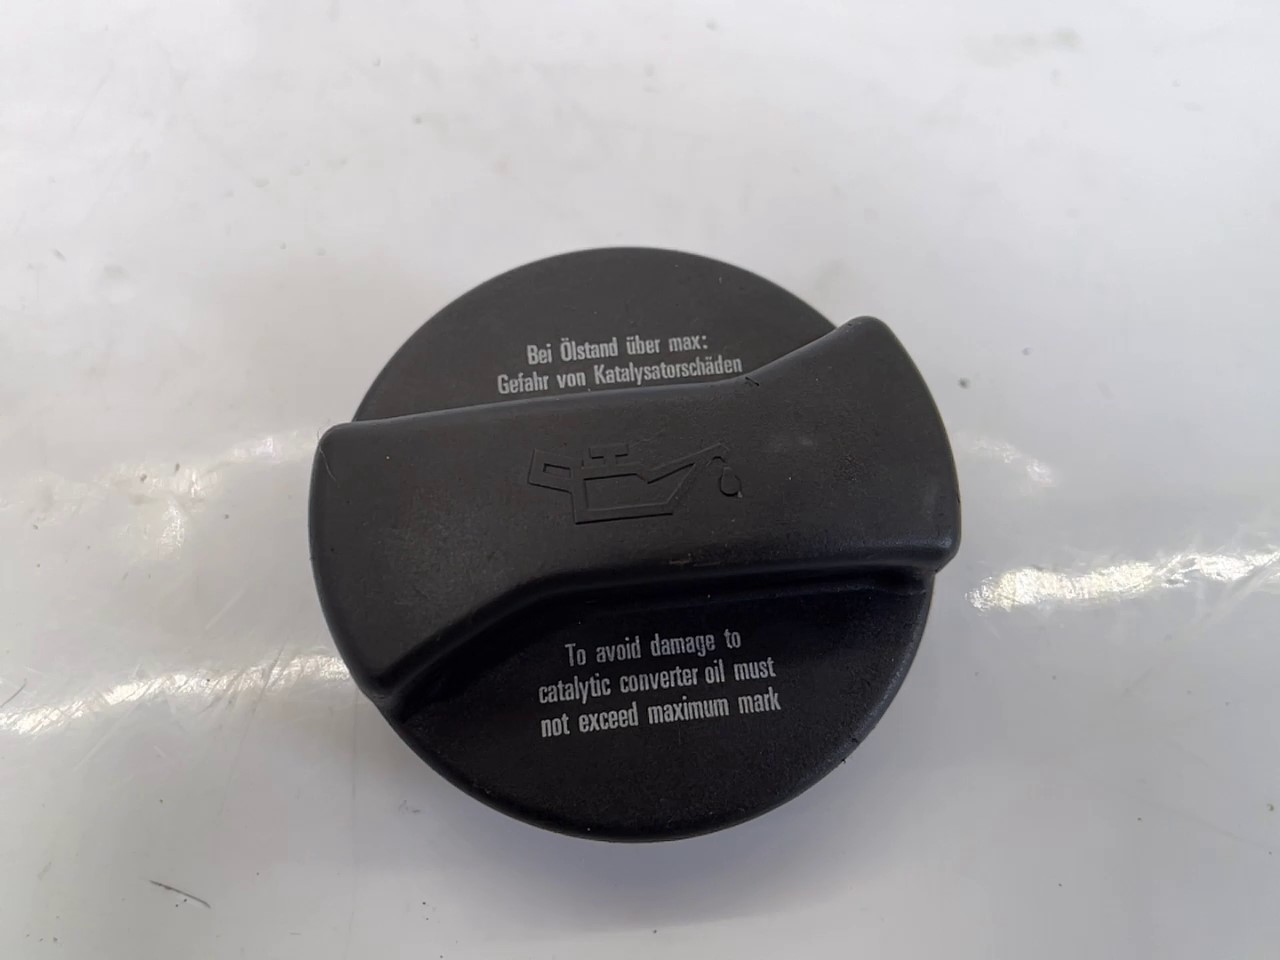 Bei Ölstand über max:
Gefahr von Katalysatorschäden
To avoid damage to
catalytic converter oil must
not exceed maximum mark